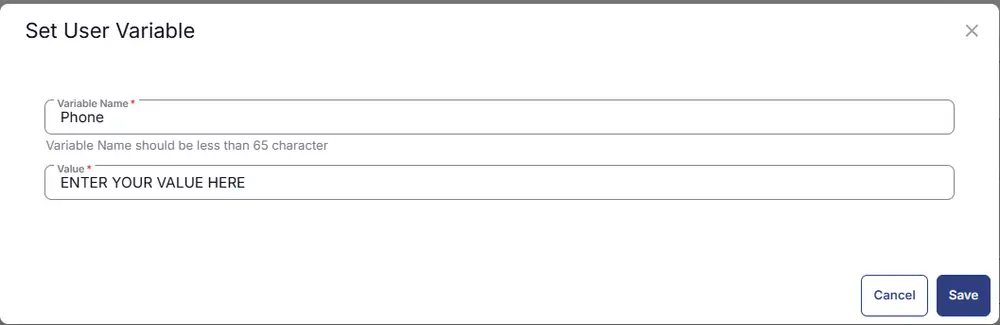 Set User Variable
Variable Name *
Phone
Variable Name should be less than 65 character
Value *
ENTER YOUR VALUE HERE
Cancel
Save